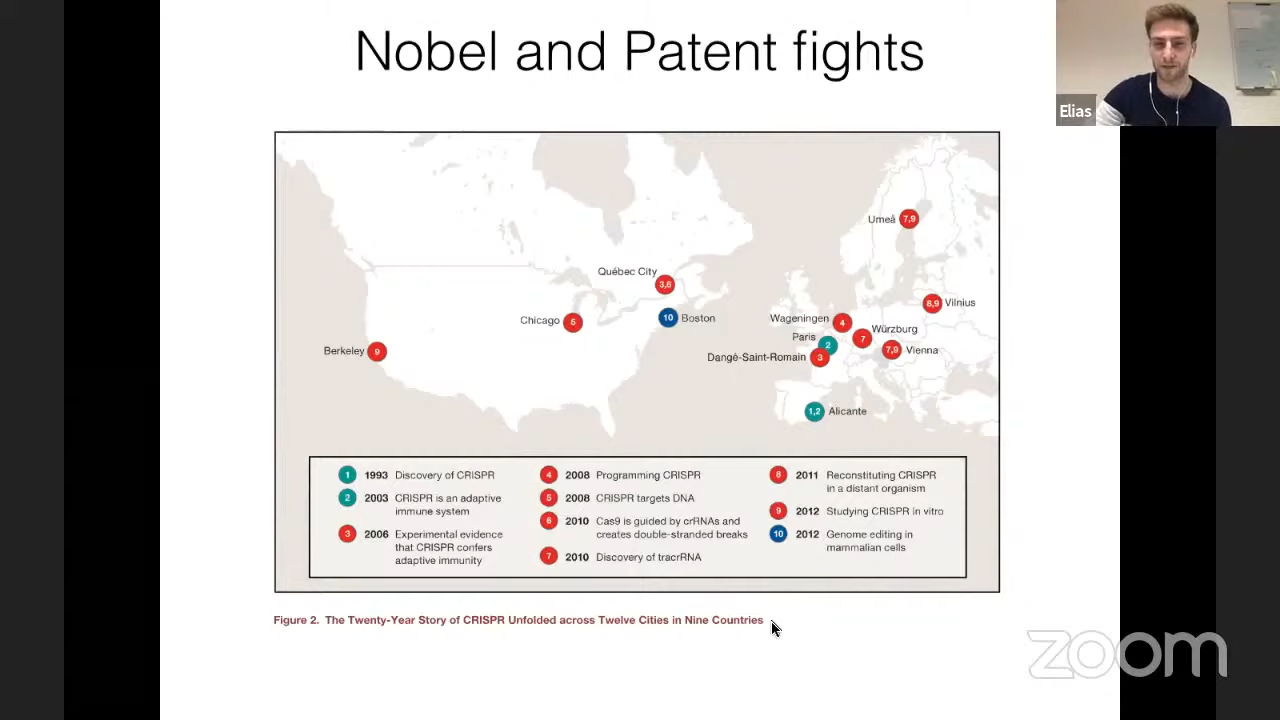 Nobel and Patent fights
Elias
Umeå 7,9
Québec City
3,6
Vilnius 8,9
10 Boston
Chicago 5
Wageningen 4
Würzburg
7
Paris
2
Berkeley 9
7,9 Vienna
Dangé-Saint-Romain 3
1,2 Alicante
1 1993 Discovery of CRISPR
2 2003 CRISPR is an adaptive
immune system
3 2006 Experimental evidence
that CRISPR confers
adaptive immunity
4 2008 Programming CRISPR
5 2008 CRISPR targets DNA
6 2010 Cas9 is guided by crRNAs and
creates double-stranded breaks
7 2010 Discovery of tracrRNA
8 2011 Reconstituting CRISPR
in a distant organism
9 2012 Studying CRISPR in vitro
10 2012 Genome editing in
mammalian cells
Figure 2. The Twenty-Year Story of CRISPR Unfolded across Twelve Cities in Nine Countries
zoom